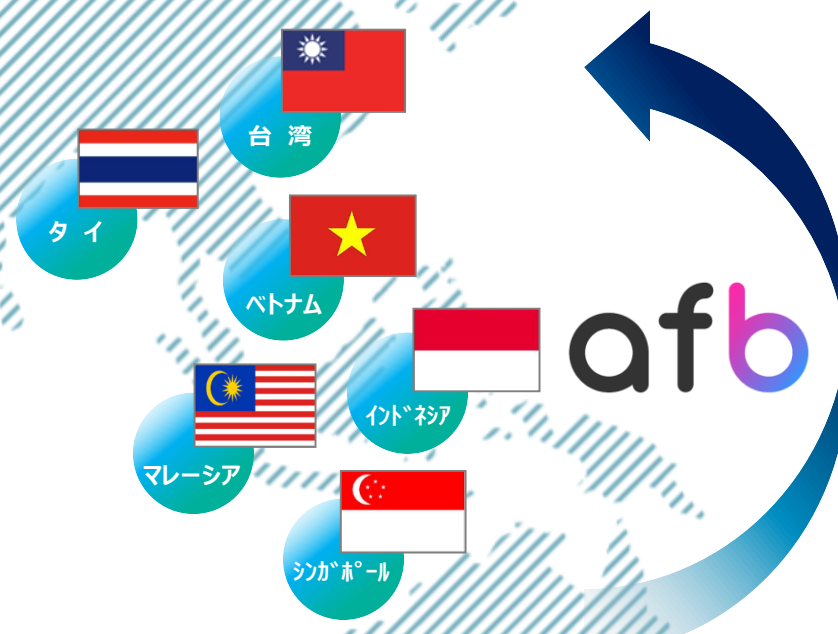 台 湾
タ イ
ベトナム
afb
ｲﾝﾄﾞﾈｼｱ
マレーシア
ｼﾝｶﾞﾎﾟｰﾙ